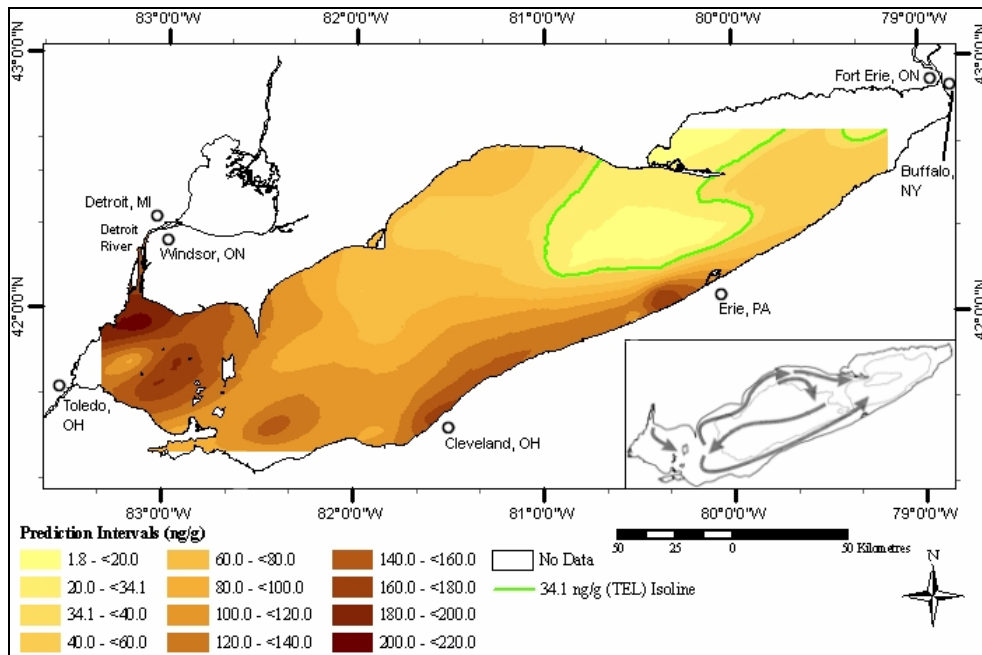 83°0'0"W
82°0'0"W
81°0'0"W
80°0'0"W
79°0'0"W
43°0'0"N
43°0'0"N
Fort Erie, ON
Buffalo,
NY
Detroit, MI
Detroit
River
Windsor, ON
42°0'0"N
42°0'0"N
Erie, PA
Toledo,
OH
Cleveland, OH
83°0'0"W
82°0'0"W
81°0'0"W
80°0'0"W
79°0'0"W
Prediction Intervals (ng/g)
1.8 - <20.0
20.0 - <34.1
34.1 - <40.0
40.0 - <60.0
60.0 - <80.0
80.0 - <100.0
100.0 - <120.0
120.0 - <140.0
140.0 - <160.0
160.0 - <180.0
180.0 - <200.0
200.0 - <220.0
No Data
34.1 ng/g (TEL) Isoline
50 25 0 50 Kilometres
N